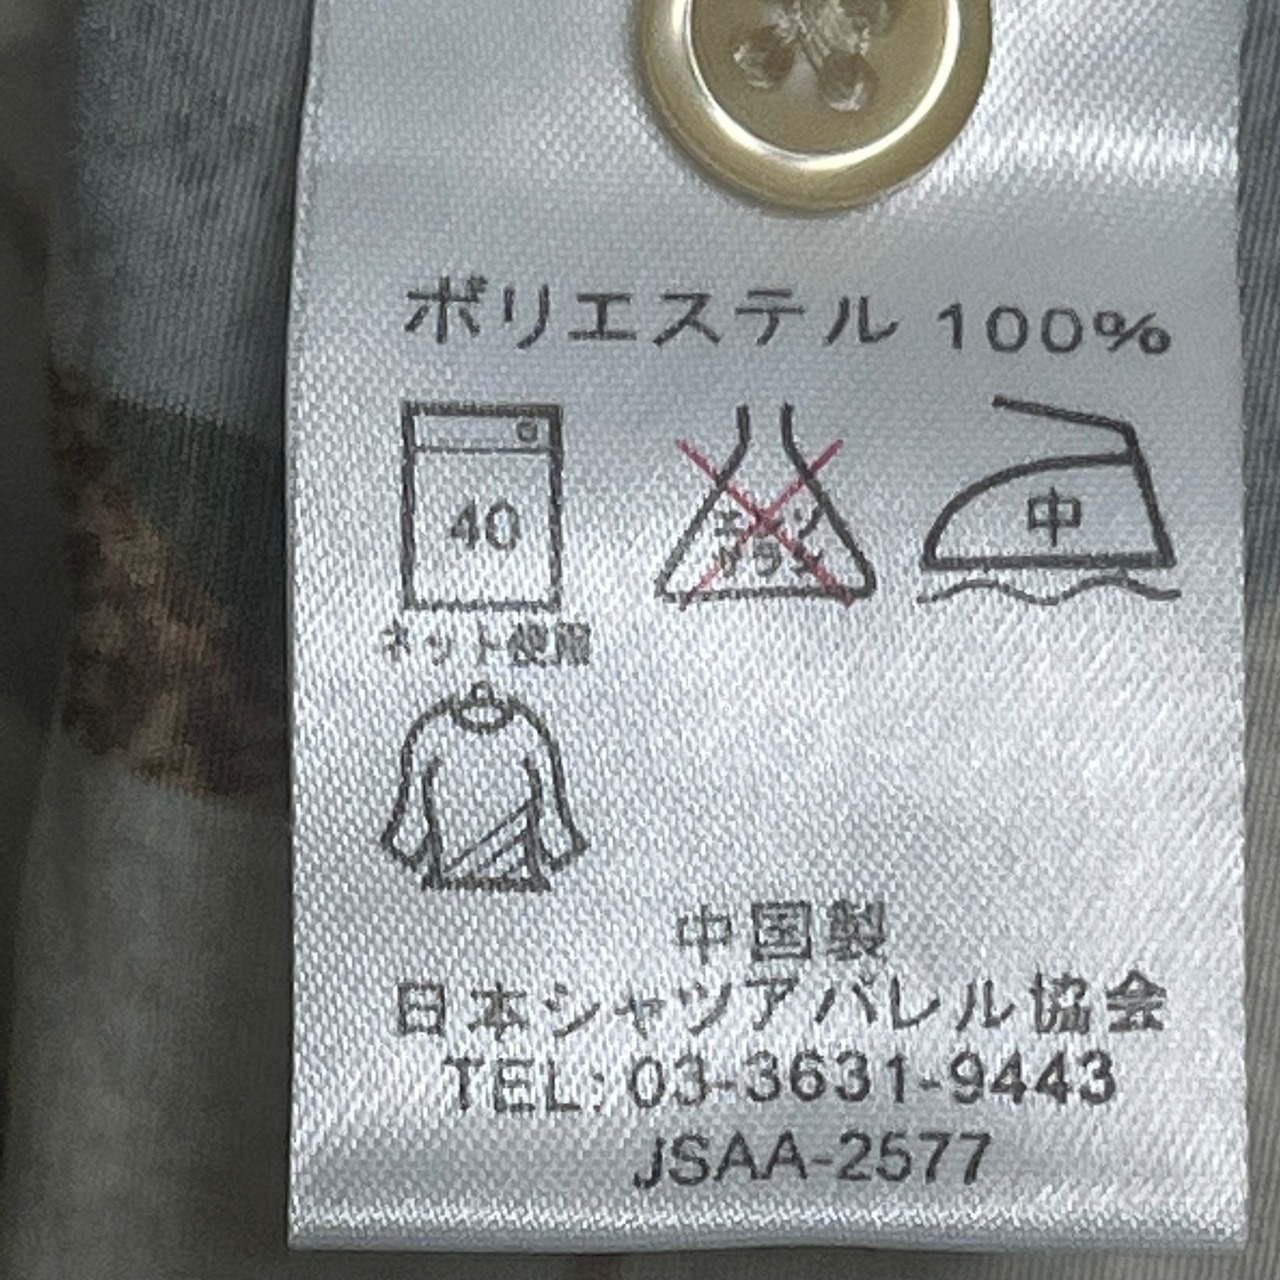 ポリエステル 100%
40
エンソ
サラシ
中
ネット使用
中国製
日本シャツアパレル協会
TEL: 03-3631-9443
JSAA-2577